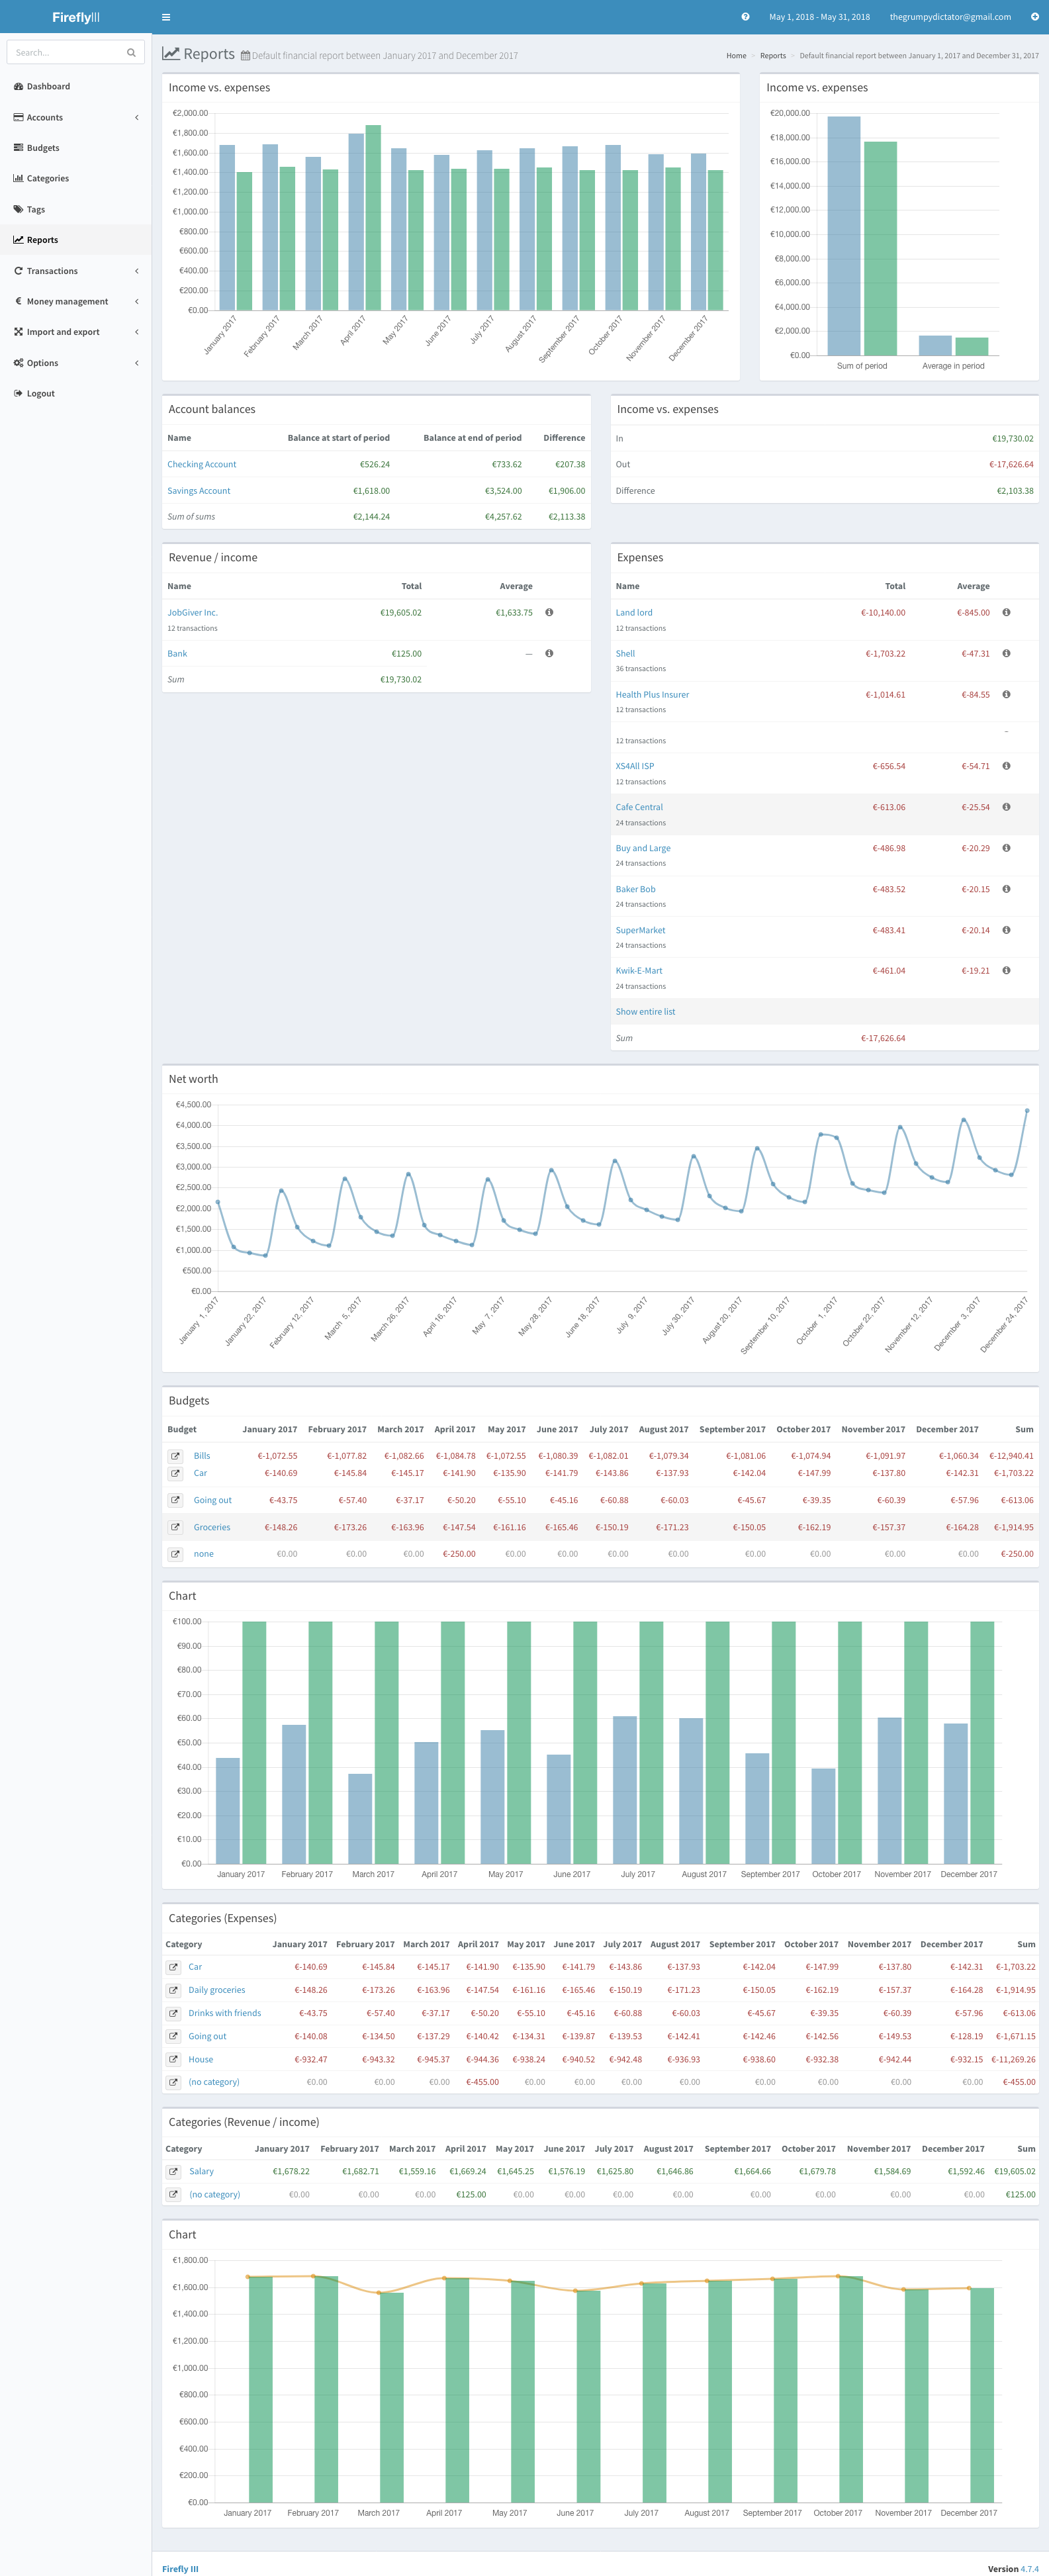 FireflyIII
May 1, 2018 - May 31, 2018 thegrumpydictator@gmail.com
Search...
Dashboard
Accounts
Budgets
Categories
Tags
Reports
Transactions
€ Money management
Import and export
Options
Logout
Reports Default financial report between January 2017 and December 2017
Home Reports Default financial report between January 1, 2017 and December 31, 2017
Income vs. expenses
€2,000.00
€1,800.00
€1,600.00
€1,400.00
€1,200.00
€1,000.00
€800.00
€600.00
€400.00
€200.00
€0.00
January 2017 February 2017 March 2017 April 2017 May 2017 June 2017 July 2017 August 2017 September 2017 October 2017 November 2017 December 2017
Income vs. expenses
€20,000.00
€18,000.00
€16,000.00
€14,000.00
€12,000.00
€10,000.00
€8,000.00
€6,000.00
€4,000.00
€2,000.00
€0.00
Sum of period Average in period
Account balances
Name Balance at start of period Balance at end of period Difference
Checking Account €526.24 €733.62 €207.38
Savings Account €1,618.00 €3,524.00 €1,906.00
Sum of sums €2,144.24 €4,257.62 €2,113.38
Income vs. expenses
In €19,730.02
Out €-17,626.64
Difference €2,103.38
Revenue / income
Name Total Average
JobGiver Inc. €19,605.02 €1,633.75
12 transactions
Bank €125.00 —
Sum €19,730.02
Expenses
Name Total Average
Land lord €-10,140.00 €-845.00
12 transactions
Shell €-1,703.22 €-47.31
36 transactions
Health Plus Insurer €-1,014.61 €-84.55
12 transactions
–
12 transactions
XS4All ISP €-656.54 €-54.71
12 transactions
Cafe Central €-613.06 €-25.54
24 transactions
Buy and Large €-486.98 €-20.29
24 transactions
Baker Bob €-483.52 €-20.15
24 transactions
SuperMarket €-483.41 €-20.14
24 transactions
Kwik-E-Mart €-461.04 €-19.21
24 transactions
Show entire list
Sum €-17,626.64
Net worth
€4,500.00
€4,000.00
€3,500.00
€3,000.00
€2,500.00
€2,000.00
€1,500.00
€1,000.00
€500.00
€0.00
January 1, 2017 January 22, 2017 February 12, 2017 March 5, 2017 March 26, 2017 April 16, 2017 May 7, 2017 May 28, 2017 June 18, 2017 July 9, 2017 July 30, 2017 August 20, 2017 September 10, 2017 October 1, 2017 October 22, 2017 November 12, 2017 December 3, 2017 December 24, 2017
Budgets
Budget January 2017 February 2017 March 2017 April 2017 May 2017 June 2017 July 2017 August 2017 September 2017 October 2017 November 2017 December 2017 Sum
Bills €-1,072.55 €-1,077.82 €-1,082.66 €-1,084.78 €-1,072.55 €-1,080.39 €-1,082.01 €-1,079.34 €-1,081.06 €-1,074.94 €-1,091.97 €-1,060.34 €-12,940.41
Car €-140.69 €-145.84 €-145.17 €-141.90 €-135.90 €-141.79 €-143.86 €-137.93 €-142.04 €-147.99 €-137.80 €-142.31 €-1,703.22
Going out €-43.75 €-57.40 €-37.17 €-50.20 €-55.10 €-45.16 €-60.88 €-60.03 €-45.67 €-39.35 €-60.39 €-57.96 €-613.06
Groceries €-148.26 €-173.26 €-163.96 €-147.54 €-161.16 €-165.46 €-150.19 €-171.23 €-150.05 €-162.19 €-157.37 €-164.28 €-1,914.95
none €0.00 €0.00 €0.00 €-250.00 €0.00 €0.00 €0.00 €0.00 €0.00 €0.00 €0.00 €0.00 €-250.00
Chart
€100.00
€90.00
€80.00
€70.00
€60.00
€50.00
€40.00
€30.00
€20.00
€10.00
€0.00
January 2017 February 2017 March 2017 April 2017 May 2017 June 2017 July 2017 August 2017 September 2017 October 2017 November 2017 December 2017
Categories (Expenses)
Category January 2017 February 2017 March 2017 April 2017 May 2017 June 2017 July 2017 August 2017 September 2017 October 2017 November 2017 December 2017 Sum
Car €-140.69 €-145.84 €-145.17 €-141.90 €-135.90 €-141.79 €-143.86 €-137.93 €-142.04 €-147.99 €-137.80 €-142.31 €-1,703.22
Daily groceries €-148.26 €-173.26 €-163.96 €-147.54 €-161.16 €-165.46 €-150.19 €-171.23 €-150.05 €-162.19 €-157.37 €-164.28 €-1,914.95
Drinks with friends €-43.75 €-57.40 €-37.17 €-50.20 €-55.10 €-45.16 €-60.88 €-60.03 €-45.67 €-39.35 €-60.39 €-57.96 €-613.06
Going out €-140.08 €-134.50 €-137.29 €-140.42 €-134.31 €-139.87 €-139.53 €-142.41 €-142.46 €-142.56 €-149.53 €-128.19 €-1,671.15
House €-932.47 €-943.32 €-945.37 €-944.36 €-938.24 €-940.52 €-942.48 €-936.93 €-938.60 €-932.38 €-942.44 €-932.15 €-11,269.26
(no category) €0.00 €0.00 €0.00 €-455.00 €0.00 €0.00 €0.00 €0.00 €0.00 €0.00 €0.00 €0.00 €-455.00
Categories (Revenue / income)
Category January 2017 February 2017 March 2017 April 2017 May 2017 June 2017 July 2017 August 2017 September 2017 October 2017 November 2017 December 2017 Sum
Salary €1,678.22 €1,682.71 €1,559.16 €1,669.24 €1,645.25 €1,576.19 €1,625.80 €1,646.86 €1,664.66 €1,679.78 €1,584.69 €1,592.46 €19,605.02
(no category) €0.00 €0.00 €0.00 €125.00 €0.00 €0.00 €0.00 €0.00 €0.00 €0.00 €0.00 €0.00 €125.00
Chart
€1,800.00
€1,600.00
€1,400.00
€1,200.00
€1,000.00
€800.00
€600.00
€400.00
€200.00
€0.00
January 2017 February 2017 March 2017 April 2017 May 2017 June 2017 July 2017 August 2017 September 2017 October 2017 November 2017 December 2017
Firefly III Version 4.7.4